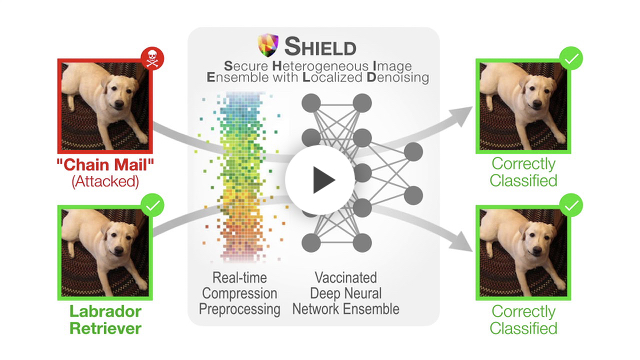 SHIELD
SECURE HETEROGENEOUS IMAGE
ENSEMBLE WITH LOCALIZED DENOISING
"Chain Mail"
(Attacked)
Labrador
Retriever
Real-time
Compression
Preprocessing
Vaccinated
Deep Neural
Network Ensemble
Correctly
Classified
Correctly
Classified